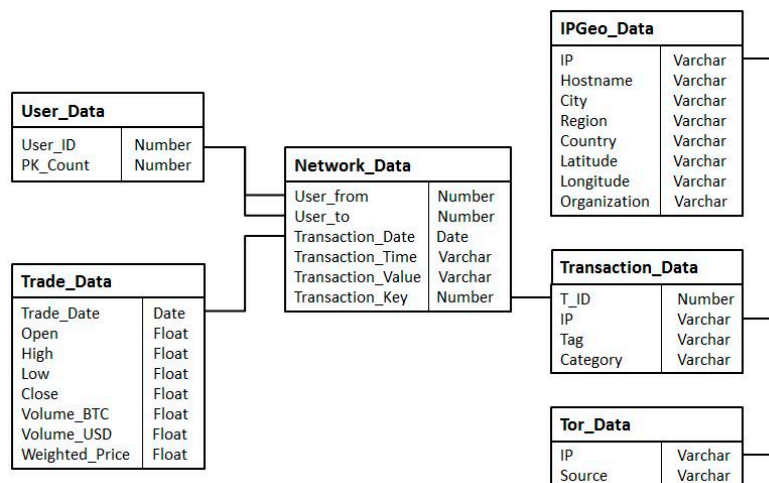 User_Data
User_ID Number
PK_Count Number
Trade_Data
Trade_Date Date
Open Float
High Float
Low Float
Close Float
Volume_BTC Float
Volume_USD Float
Weighted_Price Float
Network_Data
User_from Number
User_to Number
Transaction_Date Date
Transaction_Time Varchar
Transaction_Value Varchar
Transaction_Key Number
IPGeo_Data
IP Varchar
Hostname Varchar
City Varchar
Region Varchar
Country Varchar
Latitude Varchar
Longitude Varchar
Organization Varchar
Transaction_Data
T_ID Number
IP Varchar
Tag Varchar
Category Varchar
Tor_Data
IP Varchar
Source Varchar